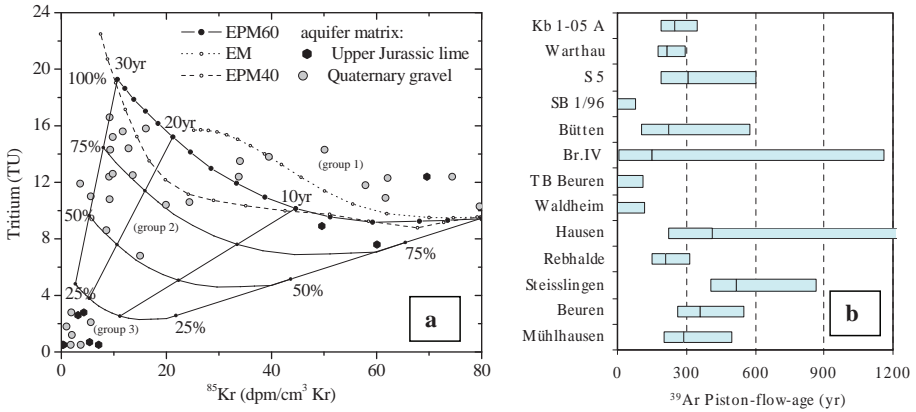 24
20
16
12
8
4
0
Tritium (TU)
EPM60
EM
EPM40
aquifer matrix:
Upper Jurassic lime
Quaternary gravel
30yr
100%
20yr
75%
(group 1)
10yr
50%
(group 2)
75%
25%
50%
(group 3)
25%
a
0 20 40 60 80
⁸⁵Kr (dpm/cm³ Kr)
Kb 1-05 A
Warthau
S 5
SB 1/96
Bütten
Br.IV
TB Beuren
Waldheim
Hausen
Rebhalde
Steisslingen
Beuren
Mühlhausen
b
0 300 600 900 1200
³⁹Ar Piston-flow-age (yr)